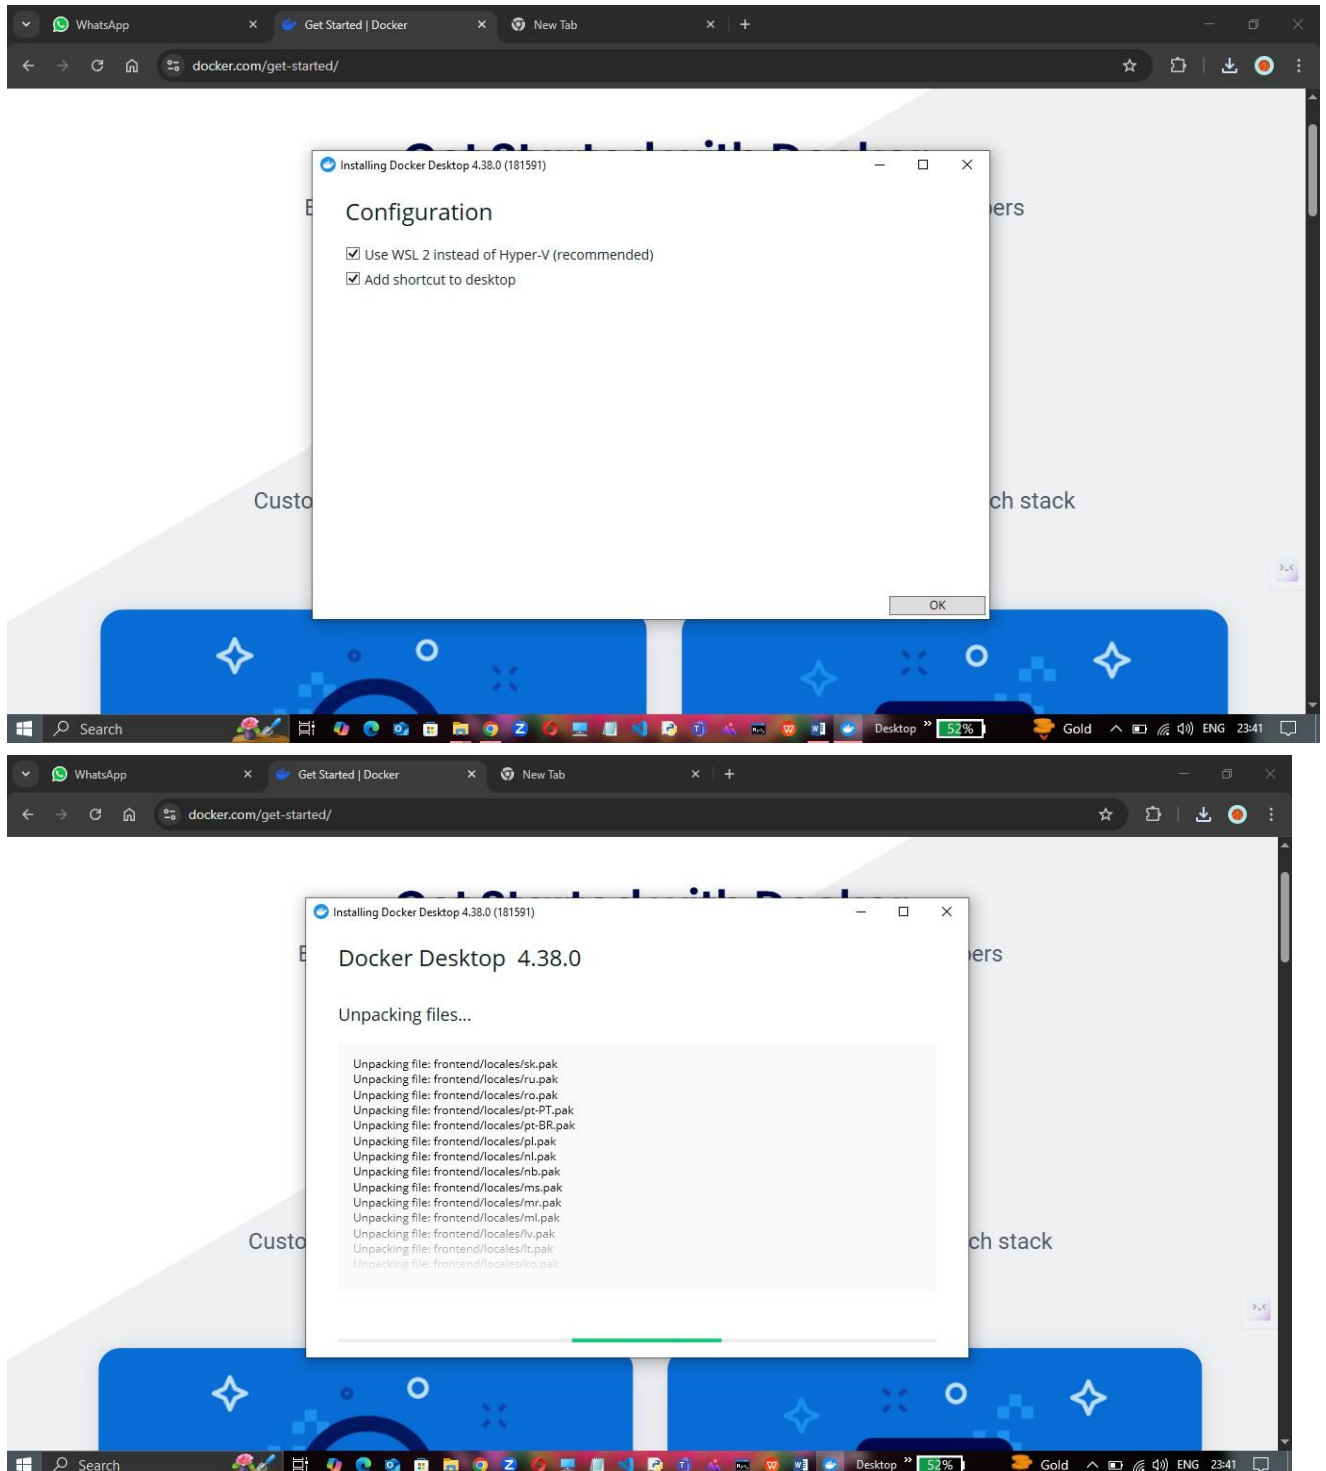 WhatsApp
Get Started | Docker
New Tab
docker.com/get-started/
Installing Docker Desktop 4.38.0 (181591)
Configuration
ers
Use WSL 2 instead of Hyper-V (recommended)
Add shortcut to desktop
Custo
ch stack
OK
Search
Desktop
52%
Gold
ENG
23:41
WhatsApp
Get Started | Docker
New Tab
docker.com/get-started/
Installing Docker Desktop 4.38.0 (181591)
Docker Desktop 4.38.0
ers
Unpacking files...
Unpacking file: frontend/locales/sk.pak
Unpacking file: frontend/locales/ru.pak
Unpacking file: frontend/locales/ro.pak
Unpacking file: frontend/locales/pt-PT.pak
Unpacking file: frontend/locales/pt-BR.pak
Unpacking file: frontend/locales/pl.pak
Unpacking file: frontend/locales/nl.pak
Unpacking file: frontend/locales/nb.pak
Unpacking file: frontend/locales/ms.pak
Unpacking file: frontend/locales/mr.pak
Unpacking file: frontend/locales/ml.pak
Unpacking file: frontend/locales/lv.pak
Unpacking file: frontend/locales/lt.pak
Unpacking file: frontend/locales/ko.pak
Custo
ch stack
Search
Desktop
52%
Gold
ENG
23:41